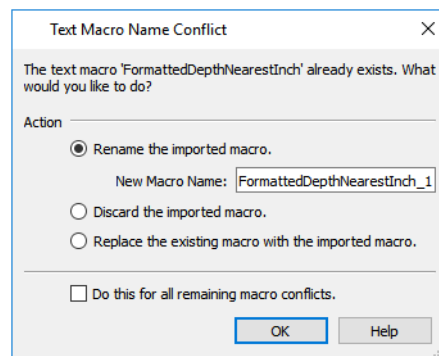 Text Macro Name Conflict
The text macro 'FormattedDepthNearestInch' already exists. What
would you like to do?
Action
Rename the imported macro.
New Macro Name: FormattedDepthNearestInch_1
Discard the imported macro.
Replace the existing macro with the imported macro.
Do this for all remaining macro conflicts.
OK Help